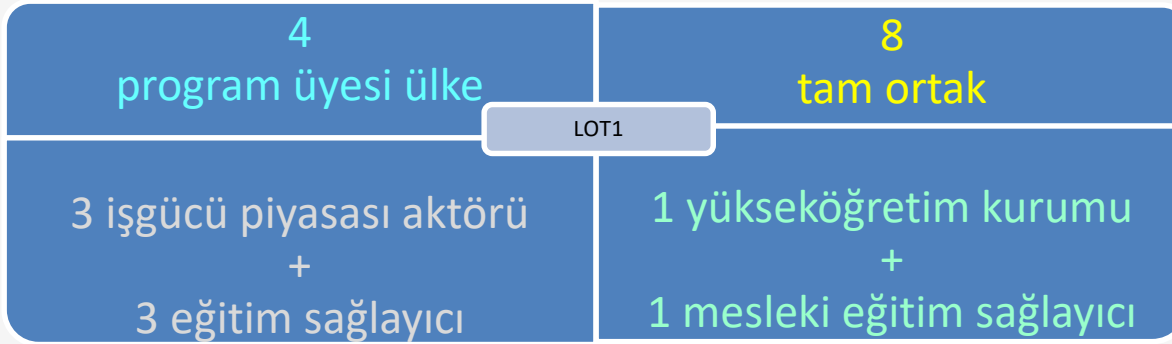 4
program üyesi ülke
8
tam ortak
LOT1
3 işgücü piyasası aktörü
+
3 eğitim sağlayıcı
1 yükseköğretim kurumu
+
1 mesleki eğitim sağlayıcı